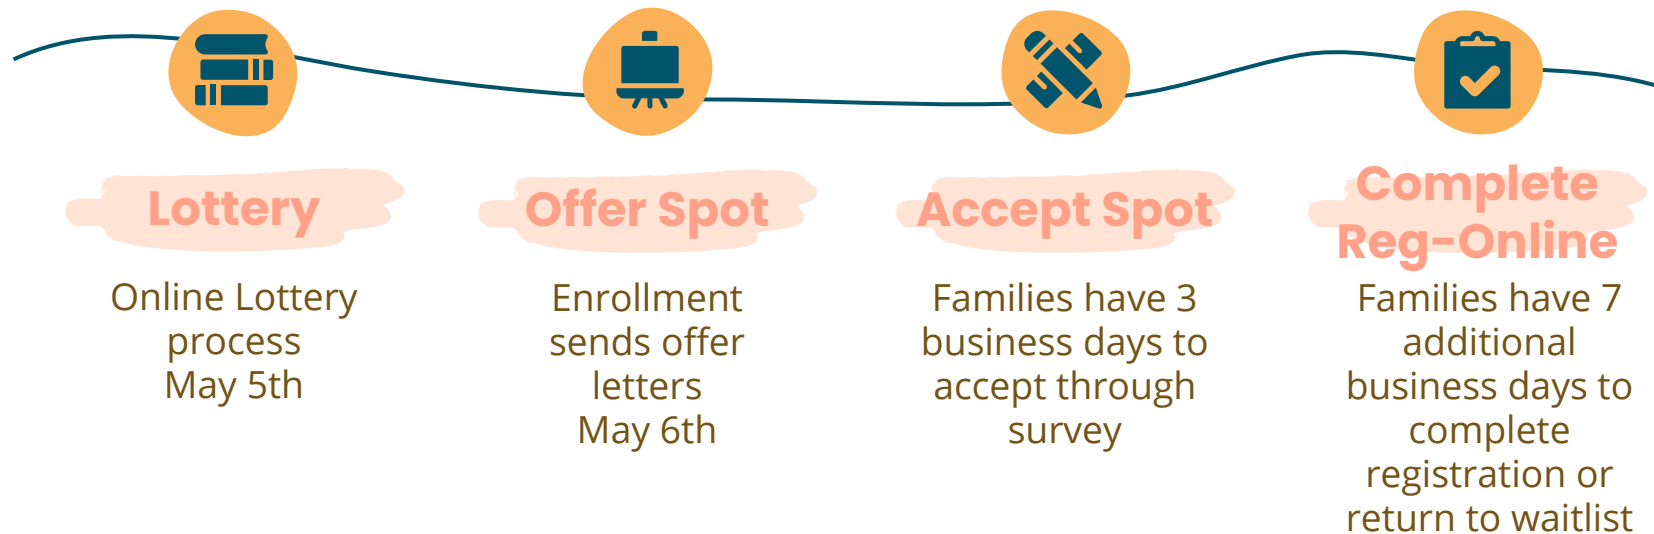 Lottery
Online Lottery
process
May 5th
Offer Spot
Enrollment
sends offer
letters
May 6th
Accept Spot
Families have 3
business days to
accept through
survey
Complete
Reg-Online
Families have 7
additional
business days to
complete
registration or
return to waitlist